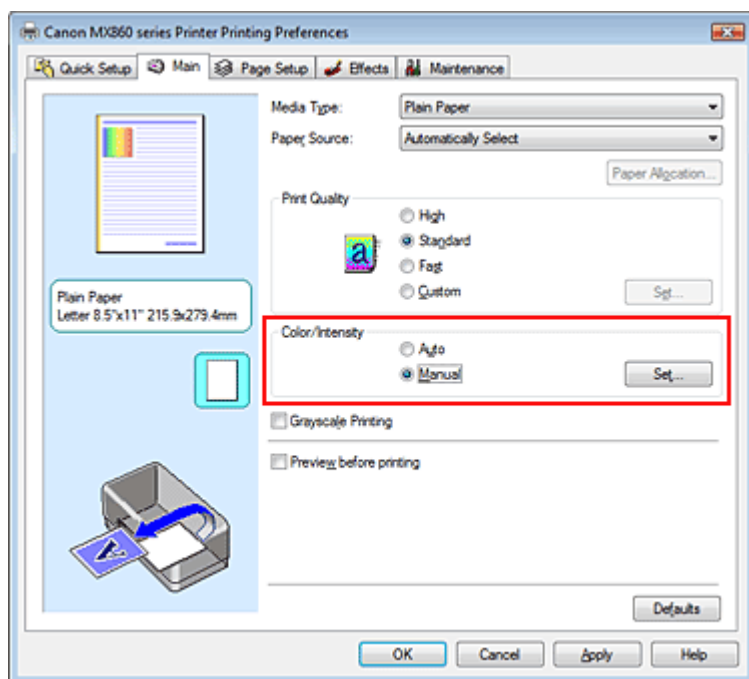 Canon MX860 series Printer Printing Preferences
Quick Setup Main Page Setup Effects Maintenance
Media Type: Plain Paper
Paper Source: Automatically Select
Paper Allocation...
Print Quality
High
a Standard
Fast
Custom Set...
Plain Paper
Letter 8.5"x11" 215.9x279.4mm
Color/Intensity
Auto
Manual Set...
Grayscale Printing
Preview before printing
A
Defaults
OK Cancel Apply Help